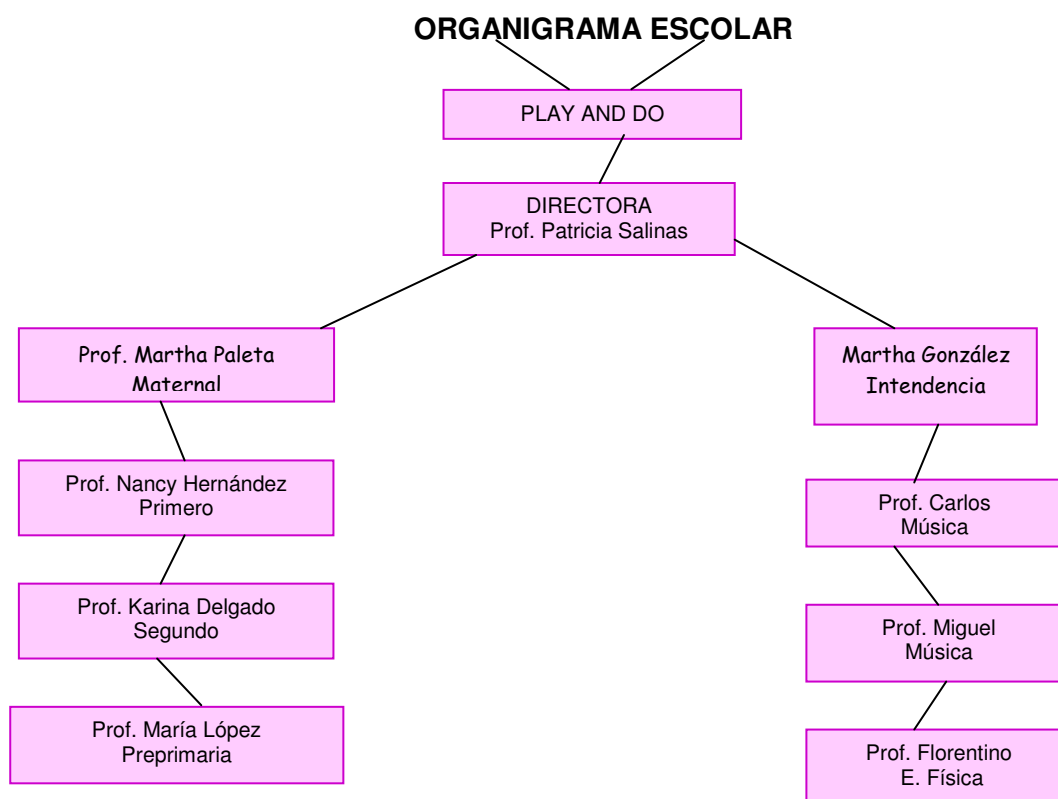 ORGANIGRAMA ESCOLAR
PLAY AND DO
DIRECTORA
Prof. Patricia Salinas
Prof. Martha Paleta
Maternal
Martha González
Intendencia
Prof. Nancy Hernández
Primero
Prof. Carlos
Música
Prof. Karina Delgado
Segundo
Prof. Miguel
Música
Prof. María López
Preprimaria
Prof. Florentino
E. Física